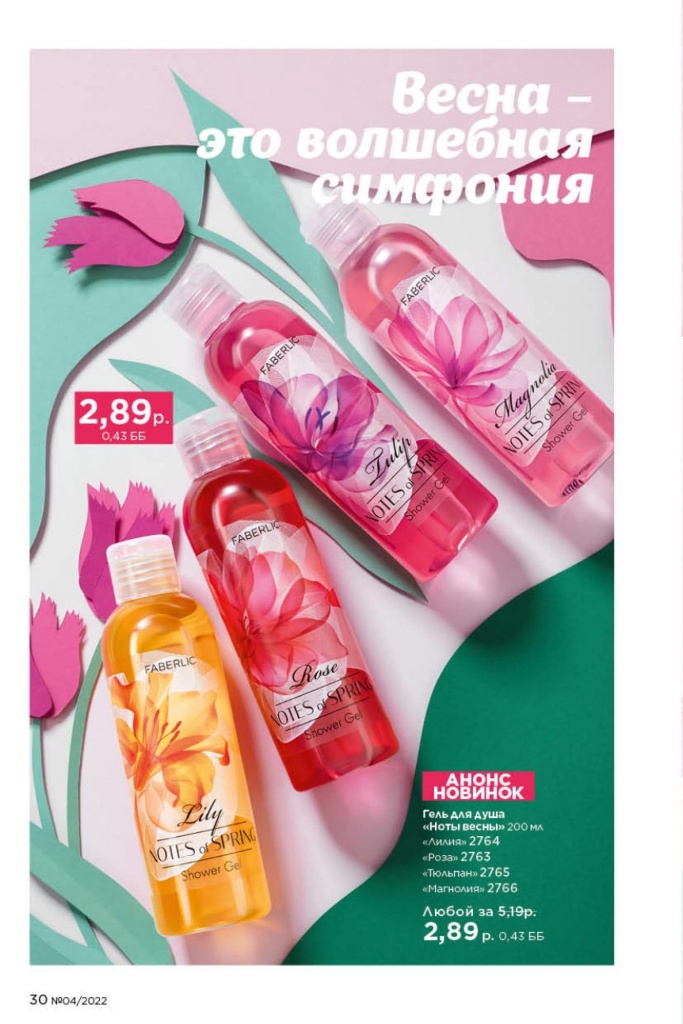 Весна –
это волшебная
симфония
FABERLIC
Magnolia
NOTES of SPRING
Shower Gel
FABERLIC
Tulip
NOTES of SPRING
Shower Gel
2,89 р.
0,43 ББ
FABERLIC
Rose
NOTES of SPRING
Shower Gel
FABERLIC
Lily
NOTES of SPRING
Shower Gel
АНОНС
НОВИНОК
Гель для душа
«Ноты весны» 200 мл
«Лилия» 2764
«Роза» 2763
«Тюльпан» 2765
«Магнолия» 2766
Любой за 5,19р.
2,89 р. 0,43 ББ
30 №04/2022